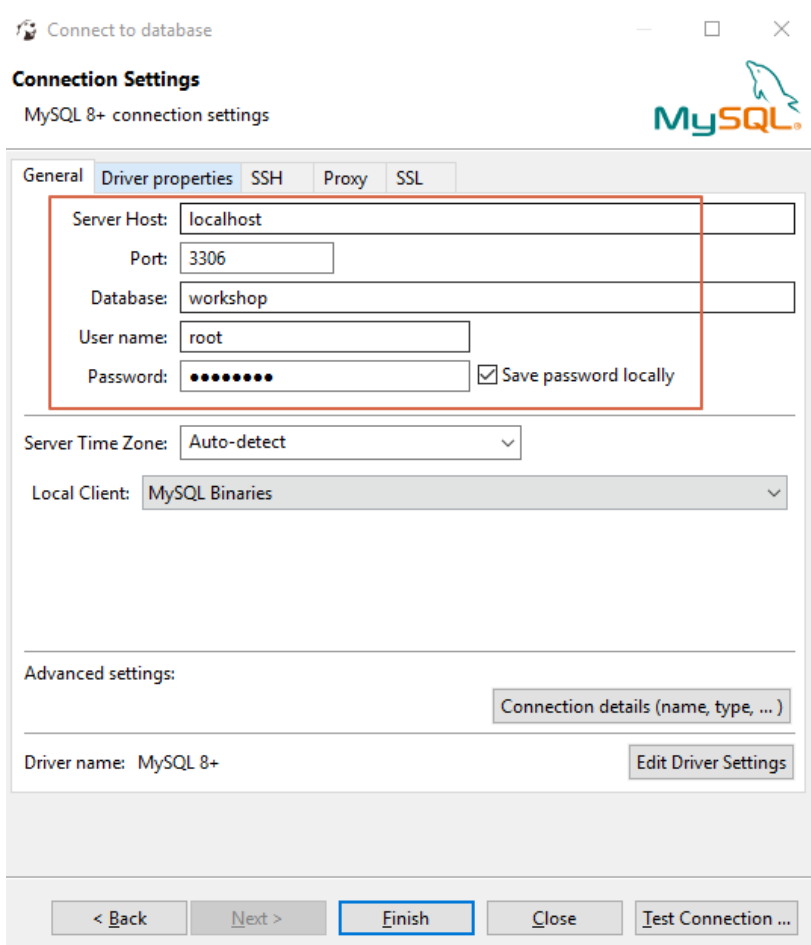 Connect to database
Connection Settings
MySQL 8+ connection settings
MySQL®
General Driver properties SSH Proxy SSL
Server Host: localhost
Port: 3306
Database: workshop
User name: root
Password: ●●●●●●●● Save password locally
Server Time Zone: Auto-detect
Local Client: MySQL Binaries
Advanced settings:
Connection details (name, type, ... )
Driver name: MySQL 8+ Edit Driver Settings
< Back Next > Finish Close Test Connection ...